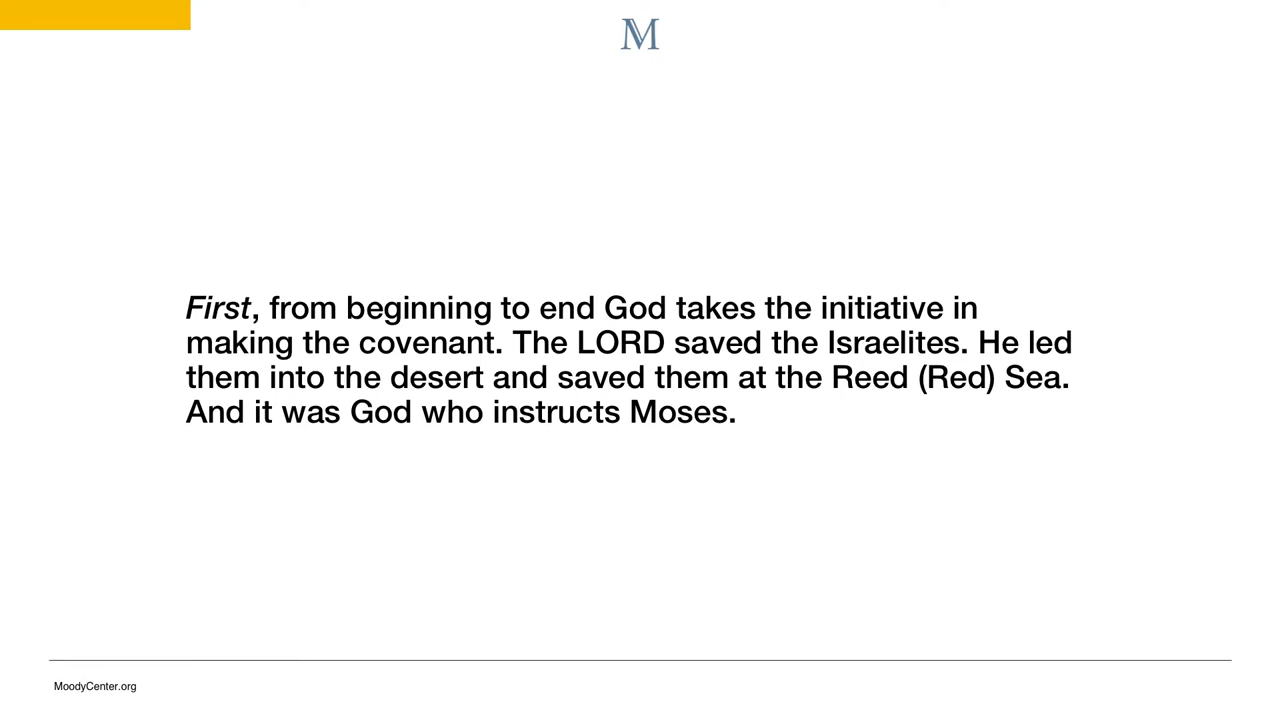 M
First, from beginning to end God takes the initiative in
making the covenant. The LORD saved the Israelites. He led
them into the desert and saved them at the Reed (Red) Sea.
And it was God who instructs Moses.
MoodyCenter.org